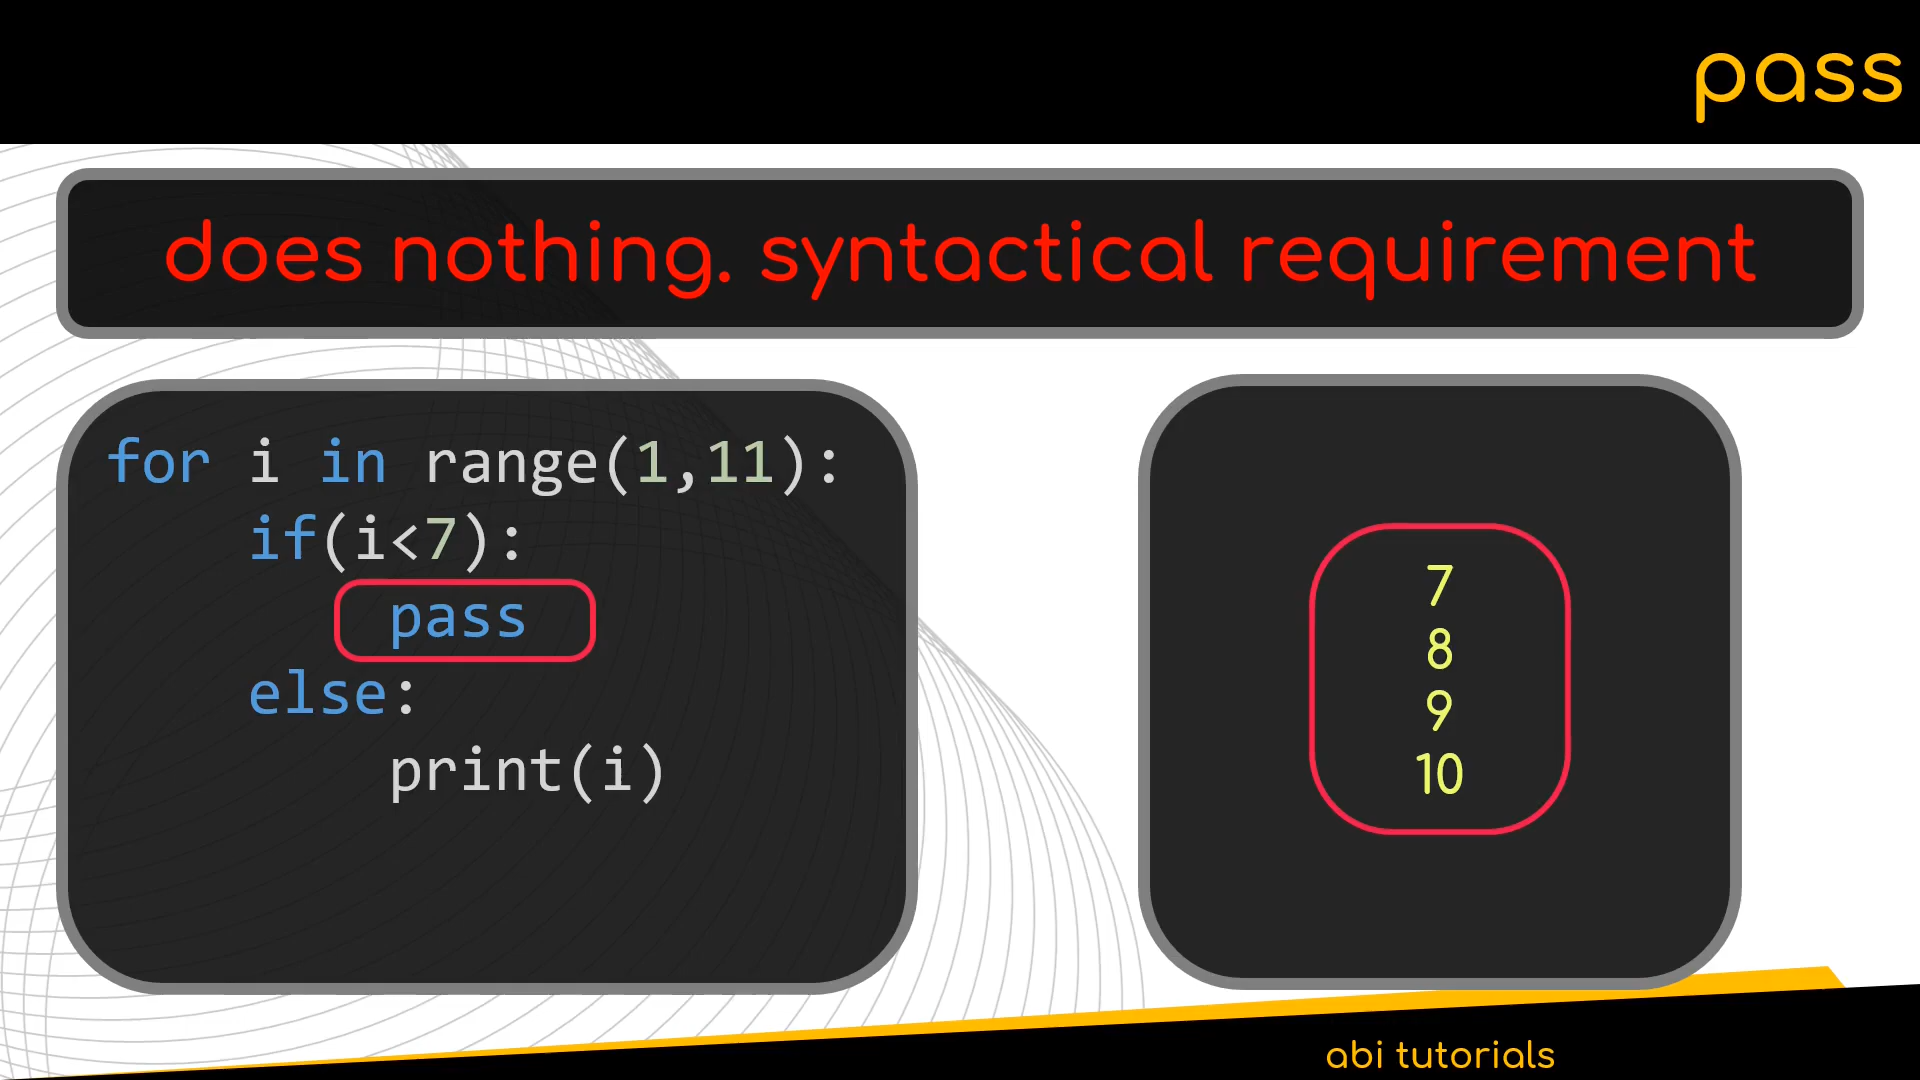 pass
does nothing. syntactical requirement
for i in range(1,11):
    if(i<7):
        pass
    else:
        print(i)
7
8
9
10
abi tutorials